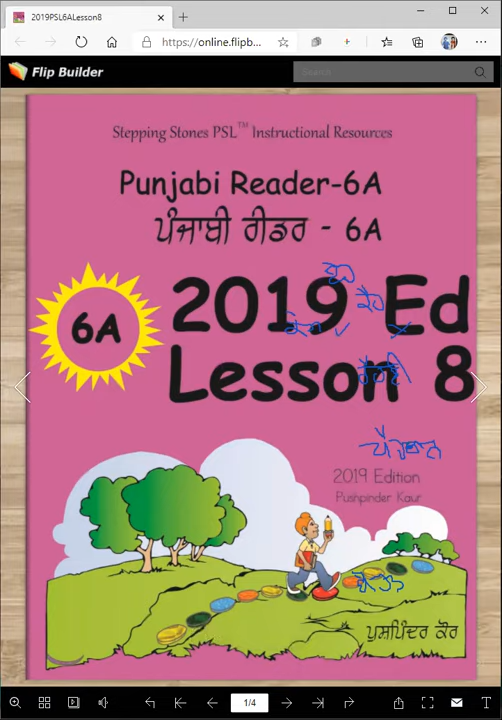 2019PSL6ALesson8
https://online.flipb...
Flip Builder
Search
Stepping Stones PSL™ Instructional Resources
Punjabi Reader-6A
ਪੰਜਾਬੀ ਰੀਡਰ - 6A
6A
2019 Ed
Lesson 8
2019 Edition
Pushpinder Kaur
ਪੁਸ਼ਪਿੰਦਰ ਕੌਰ
1/4